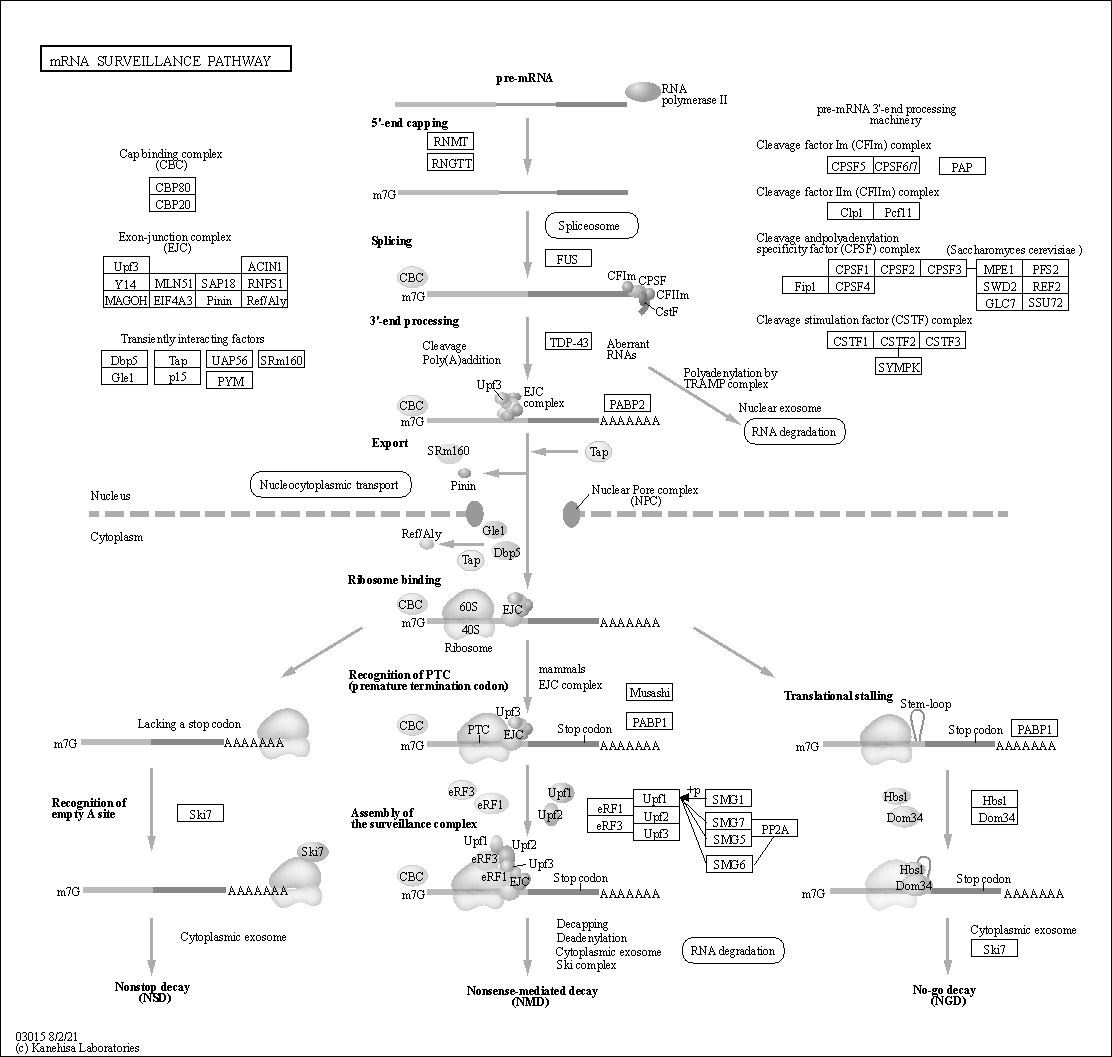 mRNA SURVEILLANCE PATHWAY
pre-mRNA
RNA
polymerase II
5'-end capping
RNMT
RNGTT
m7G
Spliceosome
Splicing
FUS
CBC
m7G
CFIm
CPSF
CFIIm
CstF
3'-end processing
Cleavage
Poly(A)addition
TDP-43
Aberrant
RNAs
Polyadenylation by
TRAMP complex
Nuclear exosome
RNA degradation
Upf3
EJC
complex
CBC
m7G
PABP2
AAAAAAA
Export
SRm160
Tap
Pinin
Nucleocytoplasmic transport
Nucleus
Nuclear Pore complex
(NPC)
Cytoplasm
Ref/Aly
Gle1
Dbp5
Tap
Cap binding complex
(CBC)
CBP80
CBP20
Exon-junction complex
(EJC)
Upf3
ACIN1
Y14
MLN51
SAP18
RNPS1
MAGOH
EIF4A3
Pinin
Ref/Aly
Transiently interacting factors
Dbp5
Tap
UAP56
SRm160
Gle1
p15
PYM
pre-mRNA 3'-end processing
machinery
Cleavage factor Im (CFIm) complex
CPSF5
CPSF6/7
PAP
Cleavage factor IIm (CFIIm) complex
Clp1
Pcf11
Cleavage andpolyadenylation
specificity factor (CPSF) complex
(Saccharomyces cerevisiae )
CPSF1
CPSF2
CPSF3
MPE1
PFS2
Fip1
CPSF4
SWD2
REF2
GLC7
SSU72
Cleavage stimulation factor (CSTF) complex
CSTF1
CSTF2
CSTF3
SYMPK
Ribosome binding
CBC
m7G
60S
40S
EJC
AAAAAAA
Ribosome
Recognition of PTC
(premature termination codon)
mammals
EJC complex
Musashi
PABP1
CBC
m7G
PTC
Upf3
EJC
Stop codon
AAAAAAA
Lacking a stop codon
m7G
AAAAAAA
Recognition of
empty A site
Ski7
Ski7
m7G
AAAAAAA
Cytoplasmic exosome
Nonstop decay
(NSD)
eRF3
eRF1
Upf1
Upf2
Assembly of
the surveillance complex
eRF1
eRF3
Upf1
Upf2
Upf3
+p
SMG1
SMG7
SMG5
SMG6
PP2A
CBC
m7G
Upf1
Upf2
eRF3
Upf3
eRF1
EJC
Stop codon
AAAAAAA
Decapping
Deadenylation
Cytoplasmic exosome
Ski complex
RNA degradation
Nonsense-mediated decay
(NMD)
Translational stalling
Stem-loop
m7G
Stop codon
PABP1
AAAAAAA
Hbs1
Dom34
Hbs1
Dom34
Hbs1
Dom34
m7G
Stop codon
AAAAAAA
Cytoplasmic exosome
Ski7
No-go decay
(NGD)
03015 8/2/21
(c) Kanehisa Laboratories